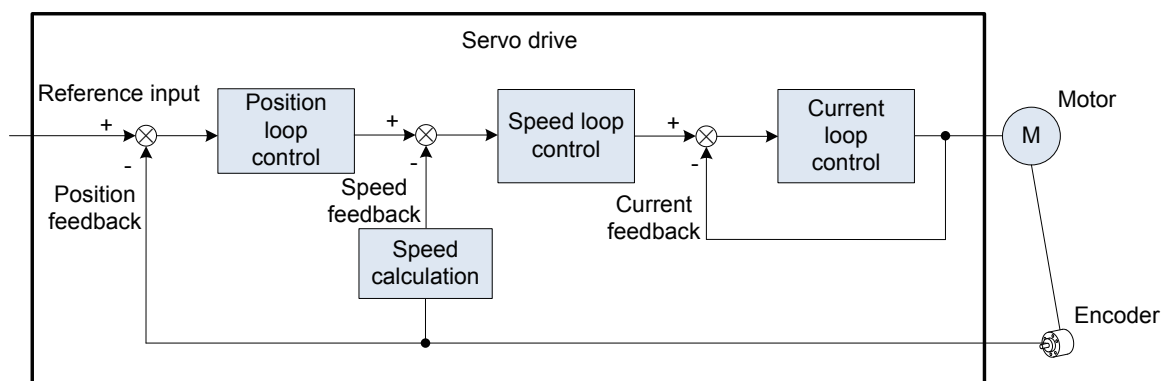 Servo drive
Reference input
+
-
Position
feedback
Position
loop
control
+
-
Speed
feedback
Speed
calculation
Speed loop
control
+
-
Current
feedback
Current
loop
control
Motor
M
Encoder